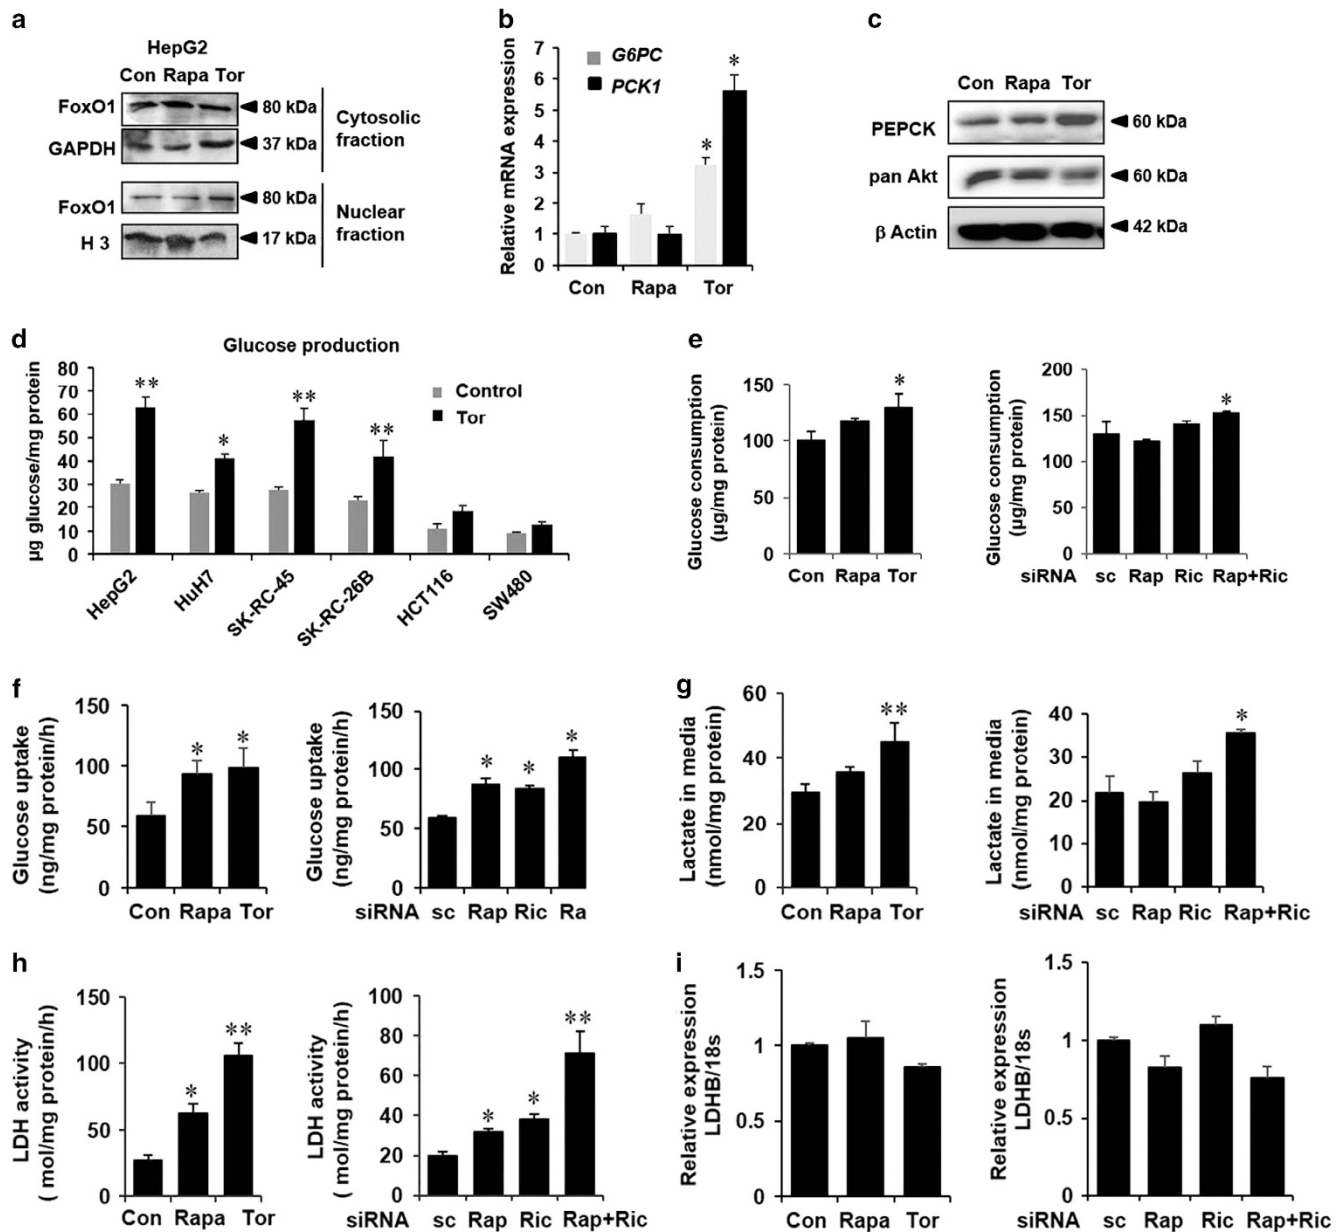 a
HepG2
Con Rapa Tor
FoxO1
80 kDa
GAPDH
37 kDa
Cytosolic
fraction
FoxO1
80 kDa
H 3
17 kDa
Nuclear
fraction
b
Relative mRNA expression
7
6
5
4
3
2
1
0
G6PC
PCK1
*
*
Con Rapa Tor
c
Con Rapa Tor
PEPCK
60 kDa
pan Akt
60 kDa
β Actin
42 kDa
d
Glucose production
µg glucose/mg protein
80
70
60
50
40
30
20
10
0
Control
Tor
**
*
**
**
HepG2
HuH7
SK-RC-45
SK-RC-26B
HCT116
SW480
e
Glucose consumption
(µg/mg protein)
150
100
50
0
*
Con Rapa Tor
Glucose consumption
(µg/mg protein)
200
150
100
50
0
*
siRNA sc Rap Ric Rap+Ric
f
Glucose uptake
(ng/mg protein/h)
150
100
50
0
*
*
Con Rapa Tor
Glucose uptake
(ng/mg protein/h)
150
100
50
0
*
*
*
siRNA sc Rap Ric Ra
g
Lactate in media
(nmol/mg protein)
60
40
20
0
**
Con Rapa Tor
Lactate in media
(nmol/mg protein)
40
30
20
10
0
*
siRNA sc Rap Ric Rap+Ric
h
LDH activity
( mol/mg protein/h)
150
100
50
0
*
**
Con Rapa Tor
LDH activity
( mol/mg protein/h)
100
80
60
40
20
0
*
*
**
siRNA sc Rap Ric Rap+Ric
i
Relative expression
LDHB/18s
1.5
1
0.5
0
Con Rapa Tor
Relative expression
LDHB/18s
1.5
1
0.5
0
siRNA sc Rap Ric Rap+Ric